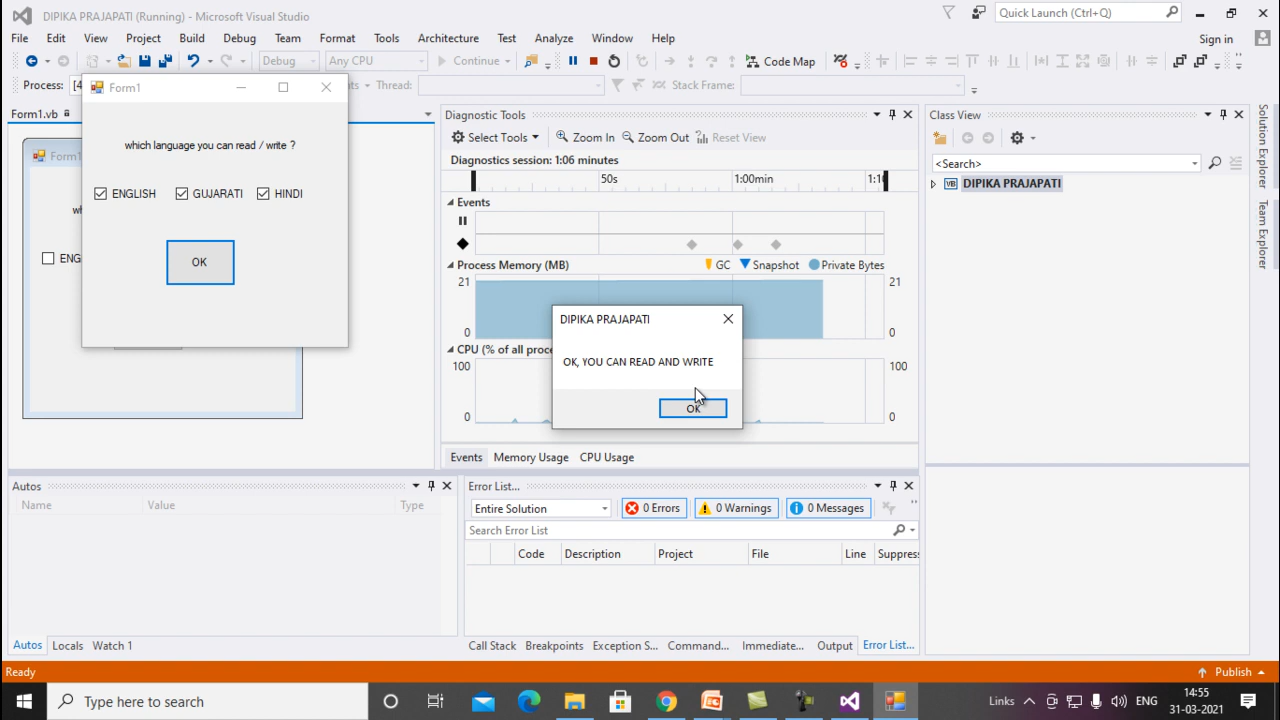 DIPIKA PRAJAPATI (Running) - Microsoft Visual Studio
Quick Launch (Ctrl+Q)
File Edit View Project Build Debug Team Format Tools Architecture Test Analyze Window Help
Sign in
Debug Any CPU Continue Code Map
Process: Thread: Stack Frame:
Form1
which language you can read / write ?
ENGLISH GUJARATI HINDI
OK
Form1.vb
Form1
ENG
Diagnostic Tools
Select Tools Zoom In Zoom Out Reset View
Diagnostics session: 1:06 minutes
50s 1:00min
Events
Process Memory (MB) GC Snapshot Private Bytes
21 21
0 0
CPU (% of all proce
100 100
0 0
DIPIKA PRAJAPATI
OK, YOU CAN READ AND WRITE
OK
Events Memory Usage CPU Usage
Class View
<Search>
DIPIKA PRAJAPATI
Solution Explorer
Team Explorer
Autos
Name Value Type
Autos Locals Watch 1
Error List...
Entire Solution 0 Errors 0 Warnings 0 Messages
Search Error List
Code Description Project File Line Suppress
Call Stack Breakpoints Exception S... Command... Immediate... Output Error List...
Ready Publish
Type here to search
Links ENG 14:55
31-03-2021